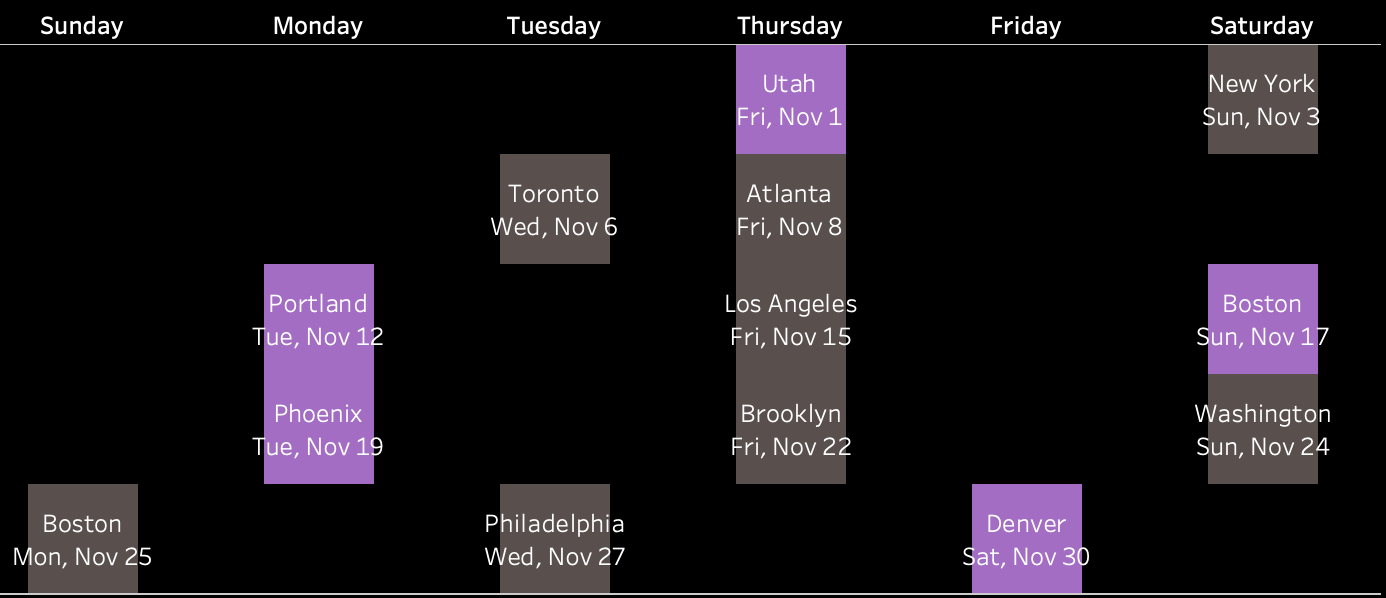 Sunday Monday Tuesday Thursday Friday Saturday
Utah New York
Fri, Nov 1 Sun, Nov 3
Toronto Atlanta
Wed, Nov 6 Fri, Nov 8
Portland Los Angeles Boston
Tue, Nov 12 Fri, Nov 15 Sun, Nov 17
Phoenix Brooklyn Washington
Tue, Nov 19 Fri, Nov 22 Sun, Nov 24
Boston Philadelphia Denver
Mon, Nov 25 Wed, Nov 27 Sat, Nov 30